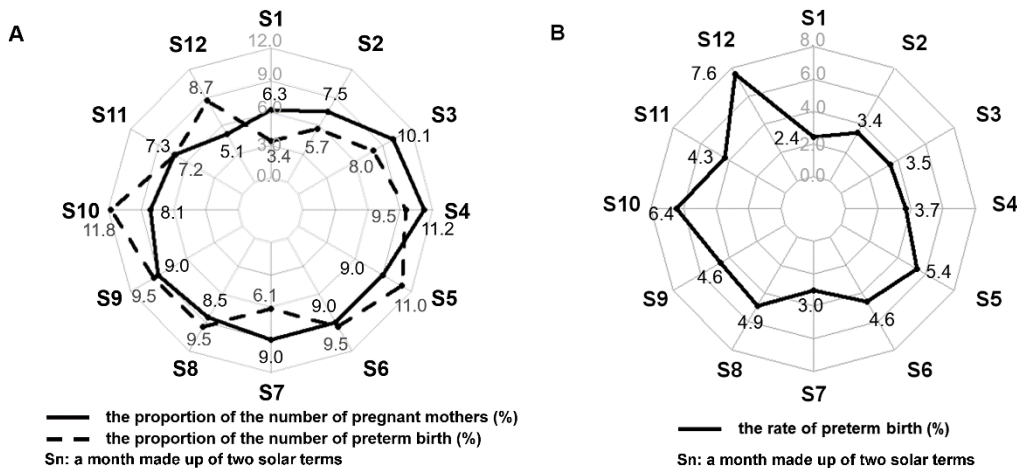 A
S1
12.0
S2
S12
9.0
8.7
7.5
6.0
6.3
S11
S3
10.1
5.1
5.7
7.3
3.0
3.4
8.0
7.2
0.0
S10
11.8
8.1
9.5
S4
11.2
9.0
9.0
S9
9.5
S5
11.0
8.5
6.1
9.0
S8
9.5
9.0
9.5
S6
S7
the proportion of the number of pregnant mothers (%)
the proportion of the number of preterm birth (%)
Sn: a month made up of two solar terms
B
S1
8.0
S12
S2
7.6
6.0
S11
S3
4.0
3.4
4.3
2.4
2.0
3.5
0.0
S10
6.4
3.7
S4
4.6
5.4
S9
S5
4.9
3.0
4.6
S8
S6
S7
the rate of preterm birth (%)
Sn: a month made up of two solar terms